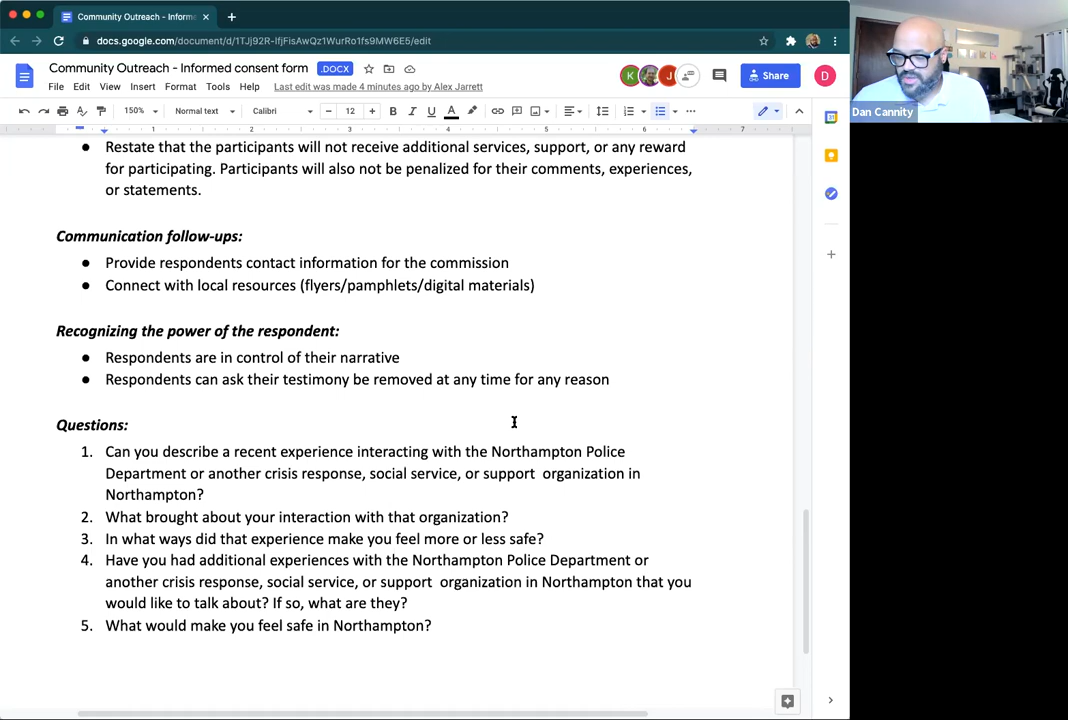 Community Outreach - Informe
docs.google.com/document/d/1TJj92R-IfjFisAwQz1WurRo1fs9MW6E5/edit
Community Outreach - Informed consent form .DOCX
File Edit View Insert Format Tools Help Last edit was made 4 minutes ago by Alex Jarrett
K J Share D
150% Normal text Calibri 12 B I U A
1 2 3 4 5 6 7
Dan Cannity
● Restate that the participants will not receive additional services, support, or any reward
for participating. Participants will also not be penalized for their comments, experiences,
or statements.
Communication follow-ups:
● Provide respondents contact information for the commission
● Connect with local resources (flyers/pamphlets/digital materials)
Recognizing the power of the respondent:
● Respondents are in control of their narrative
● Respondents can ask their testimony be removed at any time for any reason
Questions:
1. Can you describe a recent experience interacting with the Northampton Police
Department or another crisis response, social service, or support organization in
Northampton?
2. What brought about your interaction with that organization?
3. In what ways did that experience make you feel more or less safe?
4. Have you had additional experiences with the Northampton Police Department or
another crisis response, social service, or support organization in Northampton that you
would like to talk about? If so, what are they?
5. What would make you feel safe in Northampton?